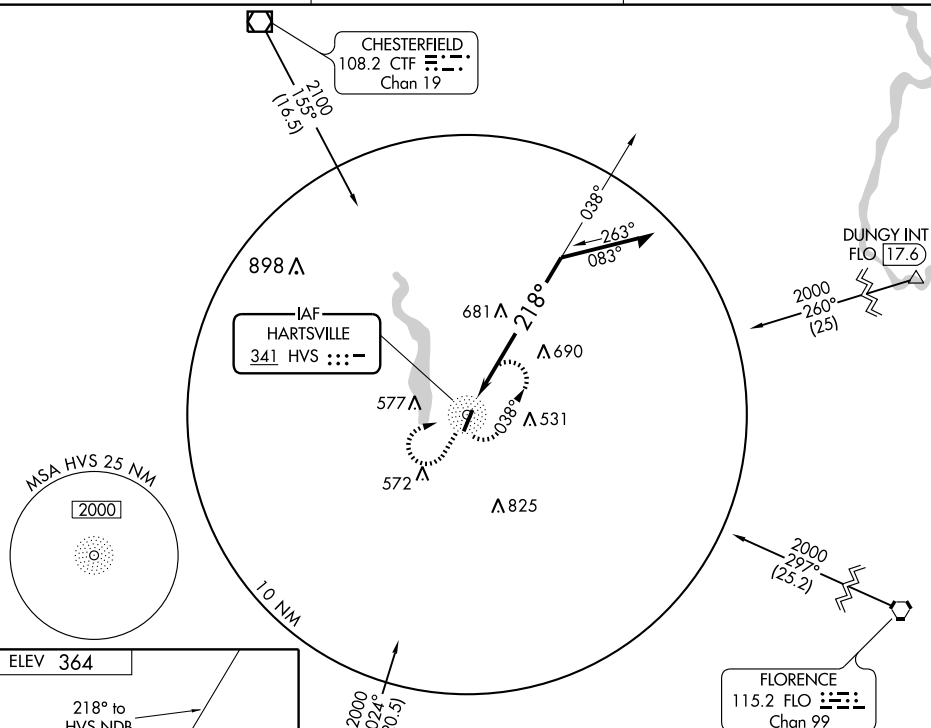 CHESTERFIELD
108.2 CTF
Chan 19
2100
155°
(16.5)
038°
263°
083°
DUNGY INT
FLO 17.6
2000
260°
(25)
898
681
218°
IAF
HARTSVILLE
341 HVS
690
577
038°
531
572
825
MSA HVS 25 NM
2000
10 NM
2000
297°
(25.2)
ELEV 364
218° to
HVS NDB
2000
024°
FLORENCE
115.2 FLO
Chan 99